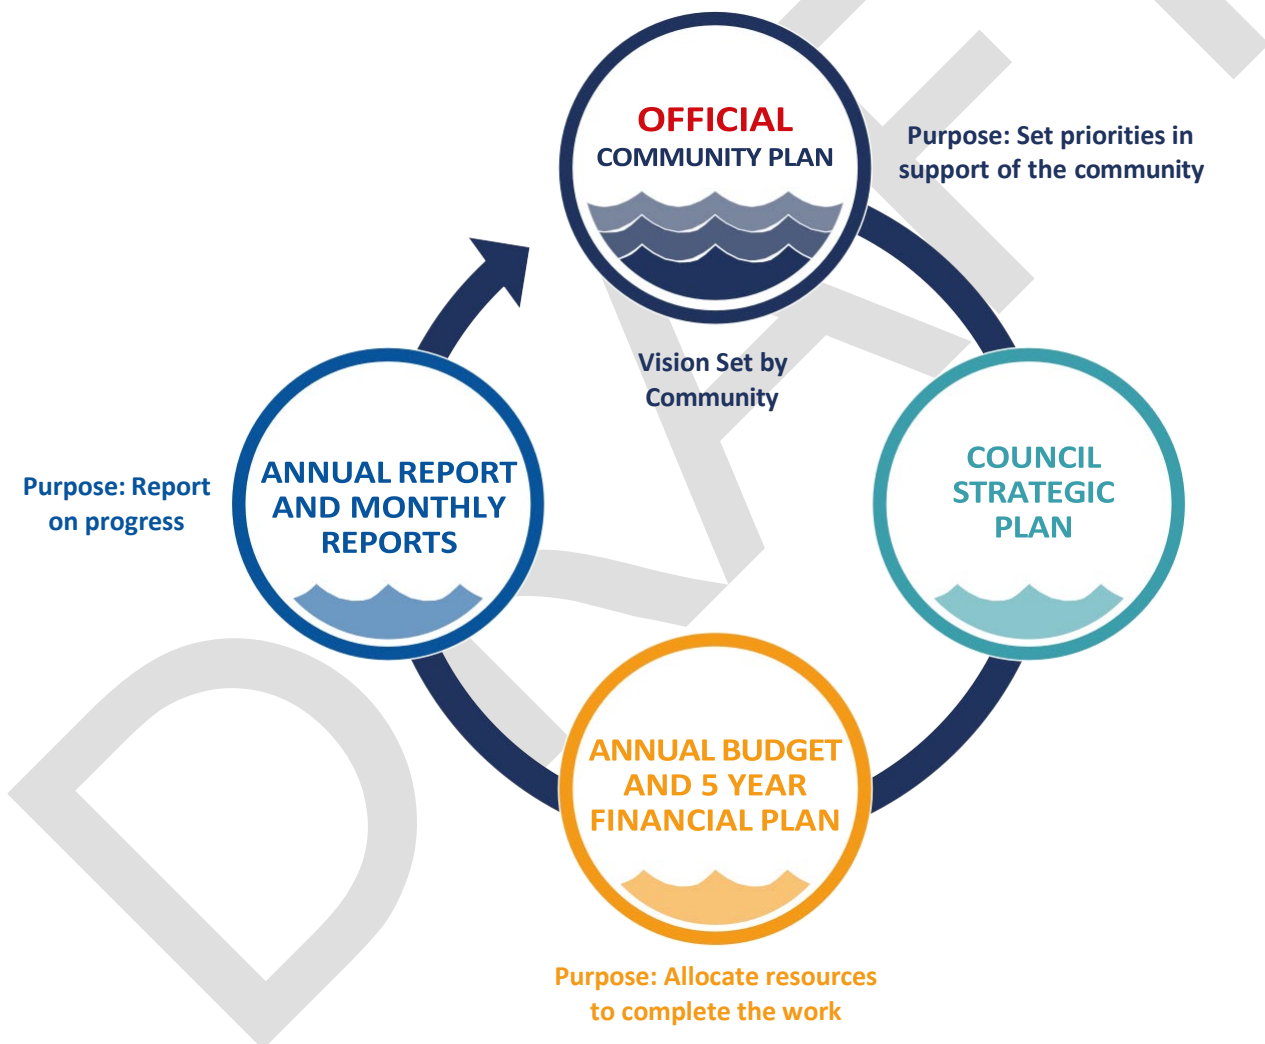 OFFICIAL
COMMUNITY PLAN
Purpose: Set priorities in
support of the community
Vision Set by
Community
COUNCIL
STRATEGIC
PLAN
ANNUAL REPORT
AND MONTHLY
REPORTS
Purpose: Report
on progress
ANNUAL BUDGET
AND 5 YEAR
FINANCIAL PLAN
Purpose: Allocate resources
to complete the work
DRAFT